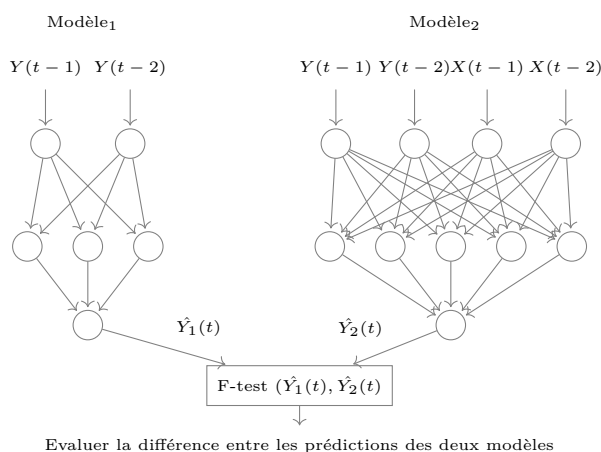 Modèle₁ Modèle₂
Y(t − 1) Y(t − 2) Y(t − 1) Y(t − 2) X(t − 1) X(t − 2)
Ŷ₁(t) Ŷ₂(t)
F-test (Ŷ₁(t), Ŷ₂(t)
Evaluer la différence entre les prédictions des deux modèles